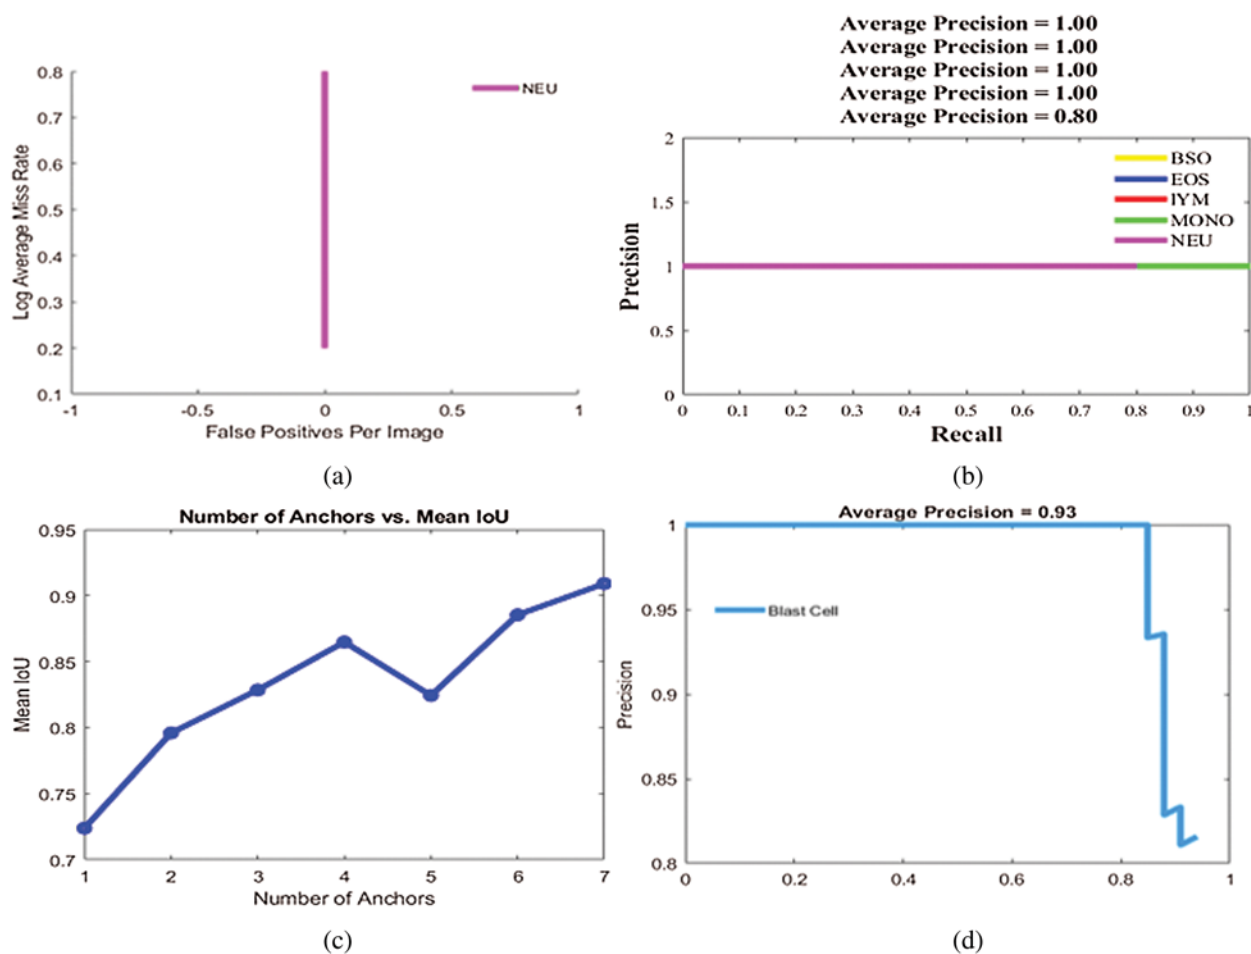 0.8
0.7
0.6
0.5
0.4
0.3
0.2
0.1
Log Average Miss Rate
NEU
-1 -0.5 0 0.5 1
False Positives Per Image
(a)
Average Precision = 1.00
Average Precision = 1.00
Average Precision = 1.00
Average Precision = 1.00
Average Precision = 0.80
2
1.5
1
0.5
0
Precision
BSO
EOS
lYM
MONO
NEU
0 0.1 0.2 0.3 0.4 0.5 0.6 0.7 0.8 0.9 1
Recall
(b)
Number of Anchors vs. Mean IoU
0.95
0.9
0.85
0.8
0.75
0.7
Mean IoU
1 2 3 4 5 6 7
Number of Anchors
(c)
Average Precision = 0.93
1
0.95
0.9
0.85
0.8
Precision
Blast Cell
0 0.2 0.4 0.6 0.8 1
(d)